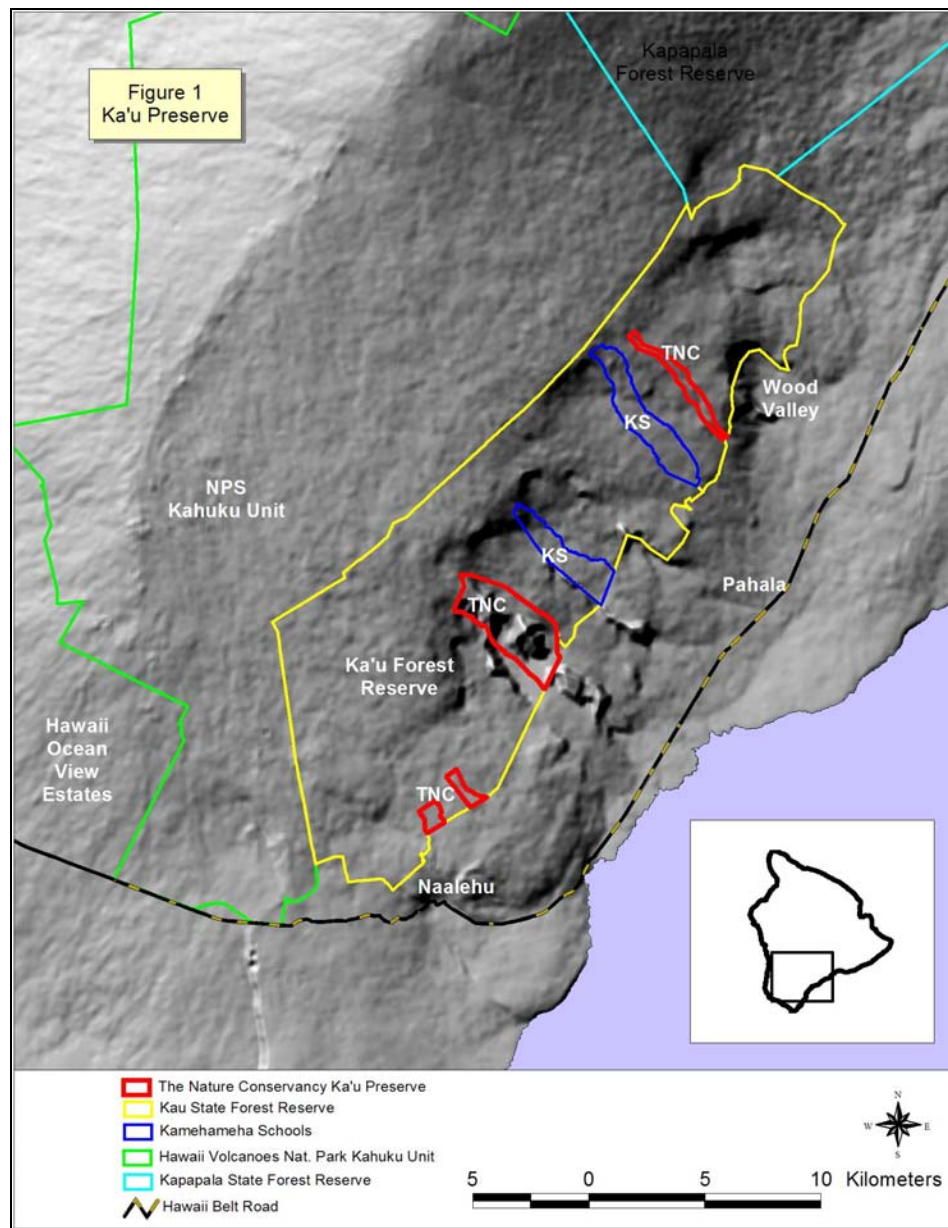 Figure 1
Ka'u Preserve
Kapapala
Forest Reserve
TNC
Wood
Valley
KS
NPS
Kahuku Unit
KS
TNC
Pahala
Ka'u Forest
Reserve
Hawaii
Ocean
View
Estates
TNC
Naalehu
The Nature Conservancy Ka'u Preserve
Kau State Forest Reserve
Kamehameha Schools
Hawaii Volcanoes Nat. Park Kahuku Unit
Kapapala State Forest Reserve
Hawaii Belt Road
N
W E
S
5 0 5 10 Kilometers